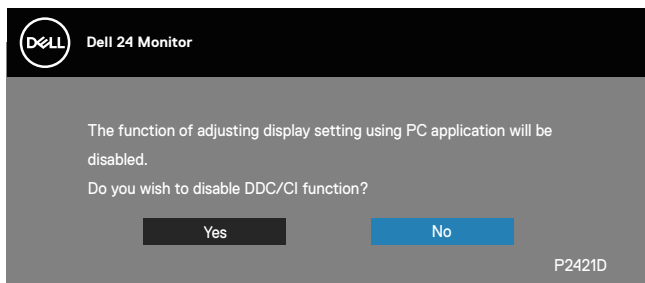 DELL Dell 24 Monitor
The function of adjusting display setting using PC application will be
disabled.
Do you wish to disable DDC/CI function?
Yes No
P2421D